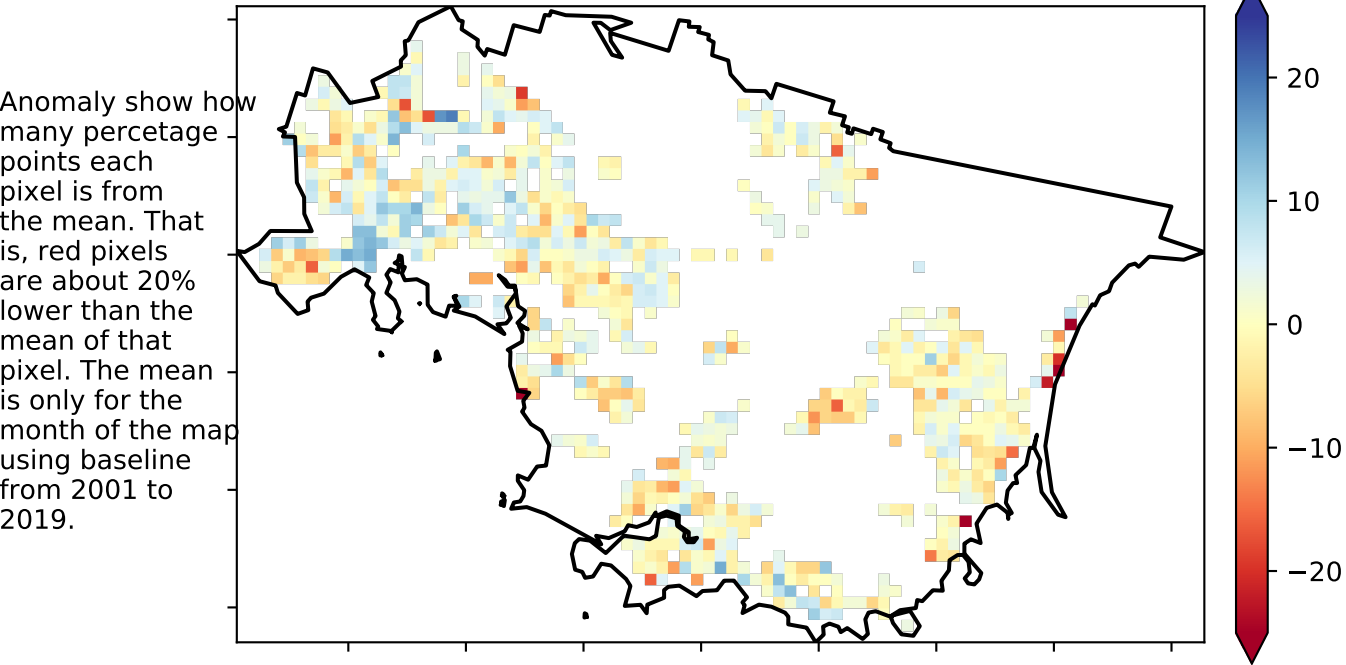 Anomaly show how
many percetage
points each
pixel is from
the mean. That
is, red pixels
are about 20%
lower than the
mean of that
pixel. The mean
is only for the
month of the map
using baseline
from 2001 to
2019.
20
10
0
−10
−20